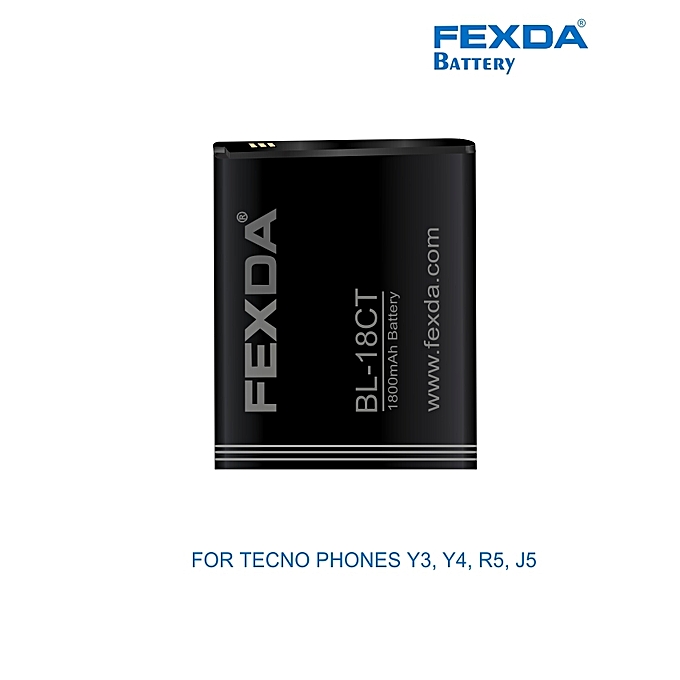 FEXDA®
BATTERY
FEXDA®
BL-18CT
1800mAh Battery
www.fexda.com
FOR TECNO PHONES Y3, Y4, R5, J5